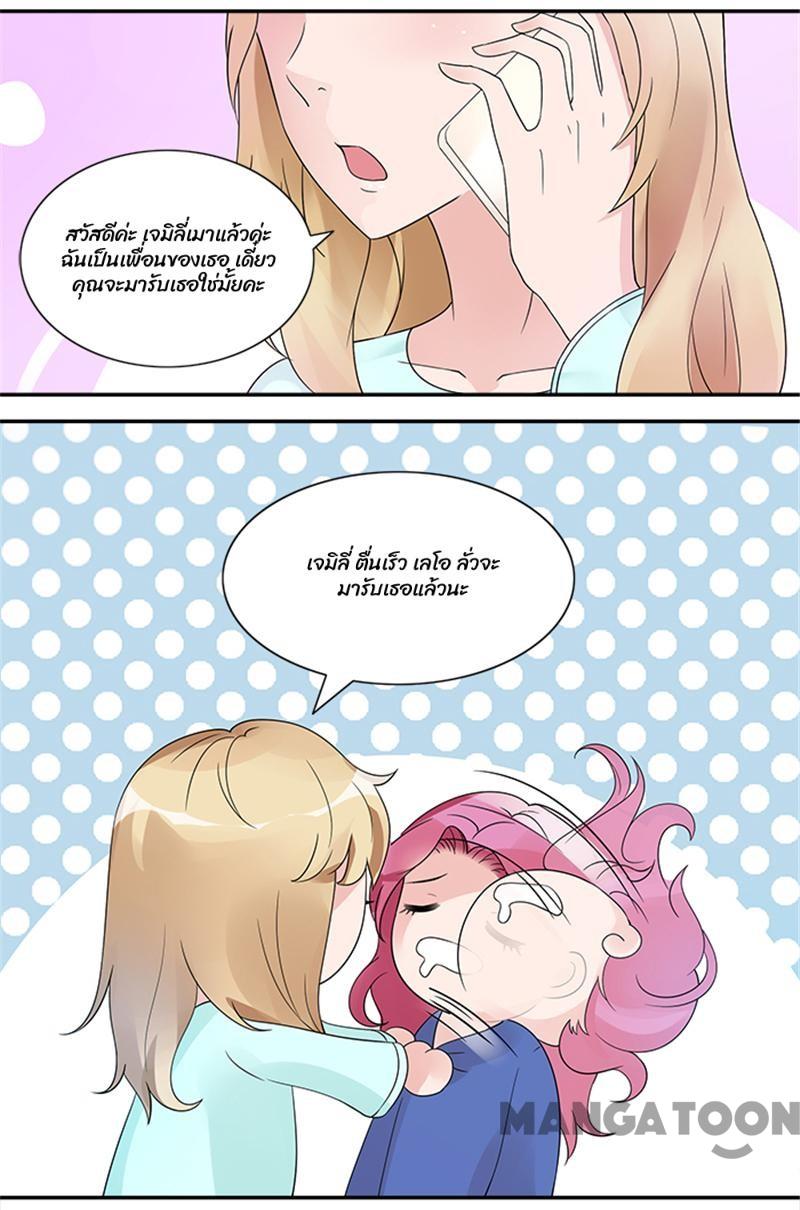 สวัสดีค่ะ เจมิลี่เมาแล้วค่ะ
ฉันเป็นเพื่อนของเธอ เดี๋ยว
คุณจะมารับเธอใช่มั้ยคะ
เจมิลี่ ตื่นเร็ว เลโอ ลั่วจะ
มารับเธอแล้วนะ
MANGATOON